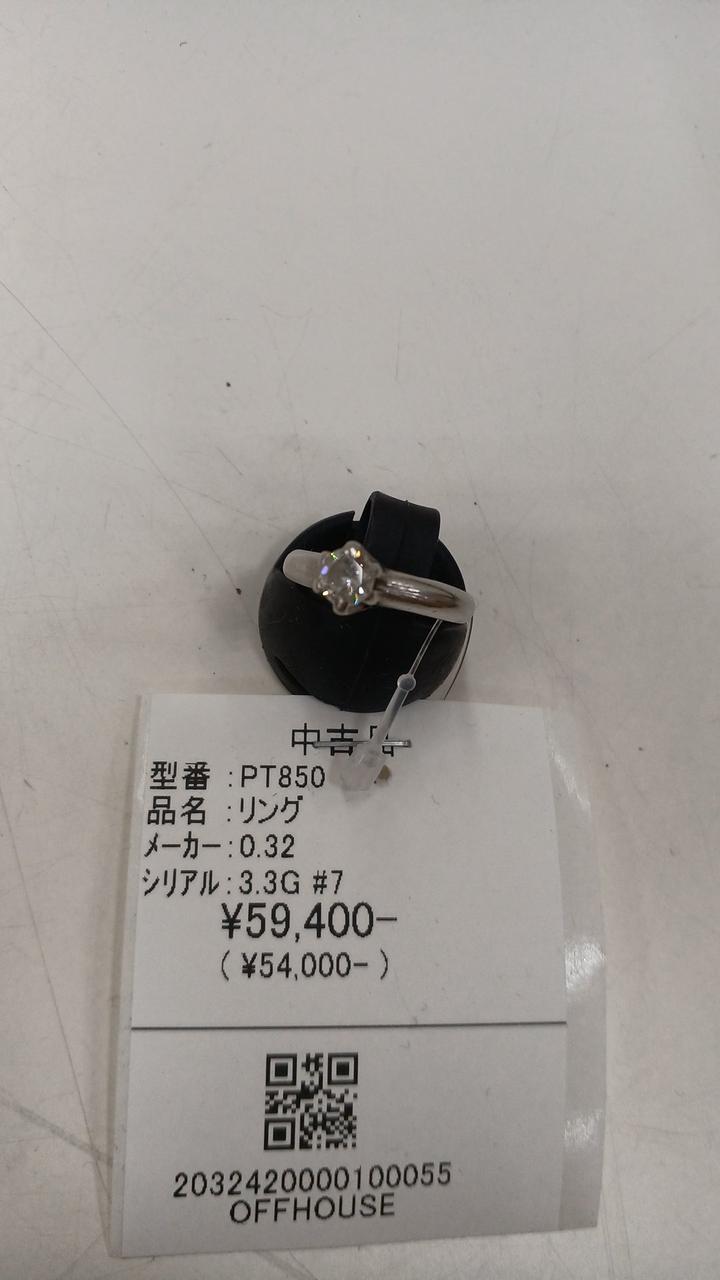 中古品
型番 :PT850
品名 :リング
メーカー:0.32
シリアル:3.3G #7
¥59,400-
(¥54,000-)
2032420000100055
OFFHOUSE